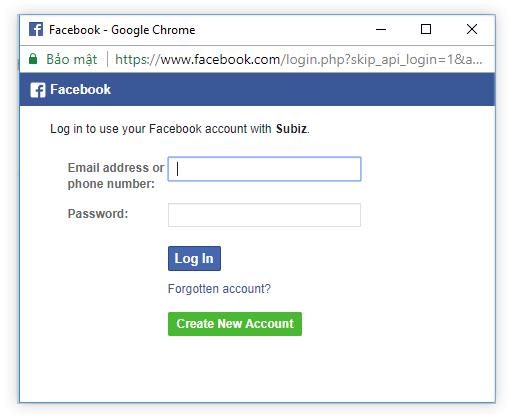 Facebook - Google Chrome
Bảo mật | https://www.facebook.com/login.php?skip_api_login=1&a...
Facebook
Log in to use your Facebook account with Subiz.
Email address or
phone number:
Password:
Log In
Forgotten account?
Create New Account